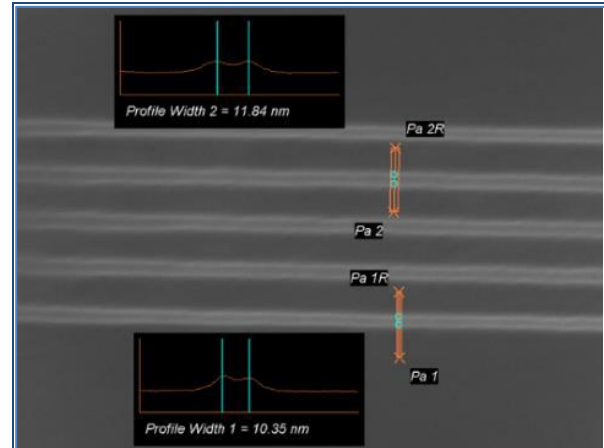 Profile Width 2 = 11.84 nm
Pa 2R
Pa 2
Pa 1R
Pa 1
Profile Width 1 = 10.35 nm